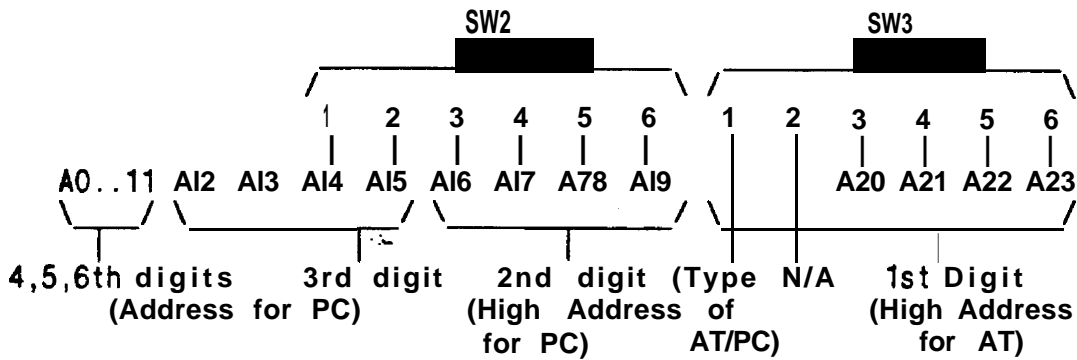 SW2 SW3
1 2 3 4 5 6 1 2 3 4 5 6
A0..11 AI2 AI3 AI4 AI5 AI6 AI7 A78 AI9 A20 A21 A22 A23
4,5,6th digits 3rd digit 2nd digit (Type N/A 1st Digit
(Address for PC) (High Address of (High Address
for PC) AT/PC) for AT)